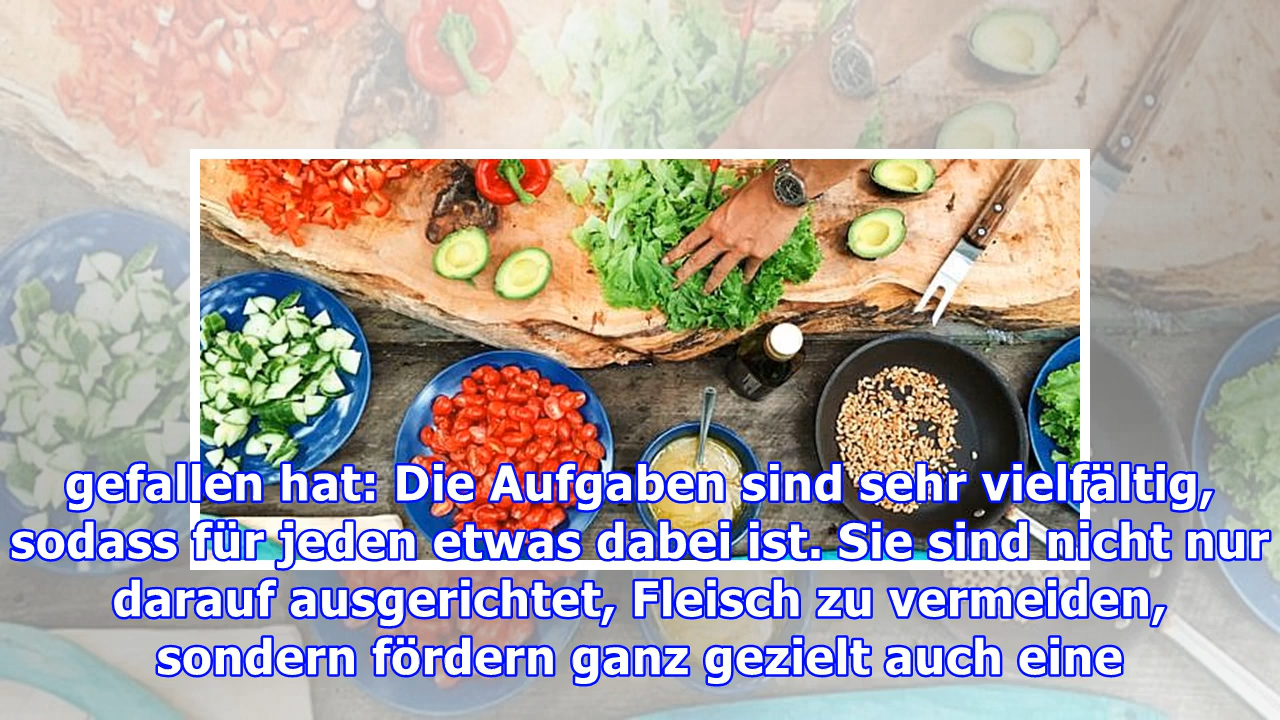 gefallen hat: Die Aufgaben sind sehr vielfältig,
sodass für jeden etwas dabei ist. Sie sind nicht nur
darauf ausgerichtet, Fleisch zu vermeiden,
sondern fördern ganz gezielt auch eine